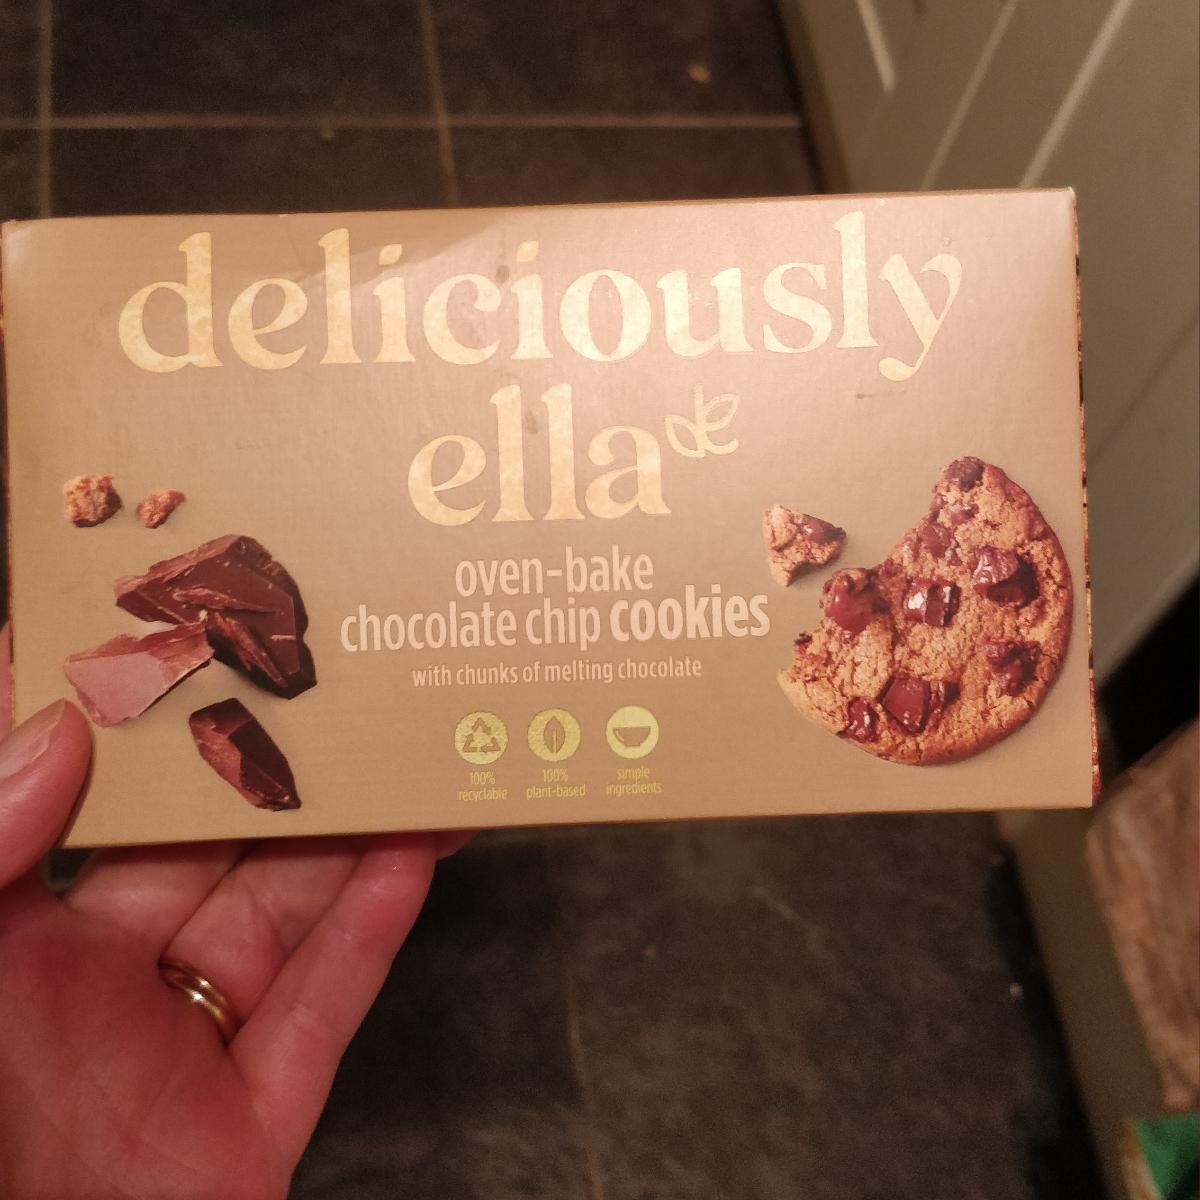 deliciously
ella
oven-bake
chocolate chip cookies
with chunks of melting chocolate
100%
recyclable
100%
plant-based
simple
ingredients